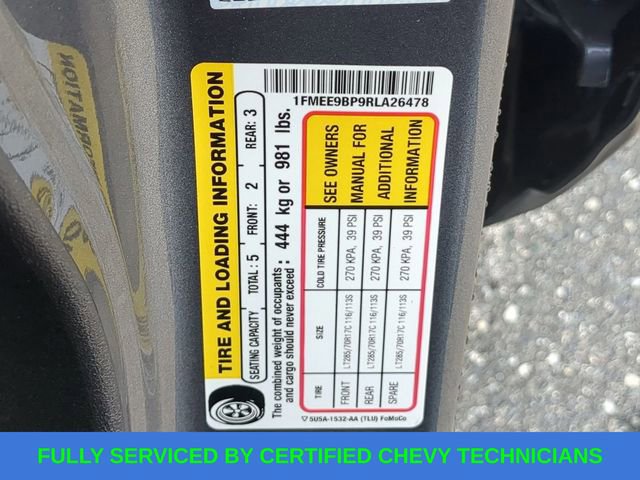 1FMEE9BP9RLA26478
TIRE AND LOADING INFORMATION
SEATING CAPACITY TOTAL: 5 FRONT: 2 REAR: 3
The combined weight of occupants
and cargo should never exceed : 444 kg or 981 lbs.
TIRE SIZE COLD TIRE PRESSURE
FRONT LT285/70R17C 116/113S 270 KPA, 39 PSI
REAR LT285/70R17C 116/113S 270 KPA, 39 PSI
SPARE LT285/70R17C 116/113S 270 KPA, 39 PSI
SEE OWNERS
MANUAL FOR
ADDITIONAL
INFORMATION
5U5A-1532-AA (TLU) FoMoCo
FULLY SERVICED BY CERTIFIED CHEVY TECHNICIANS